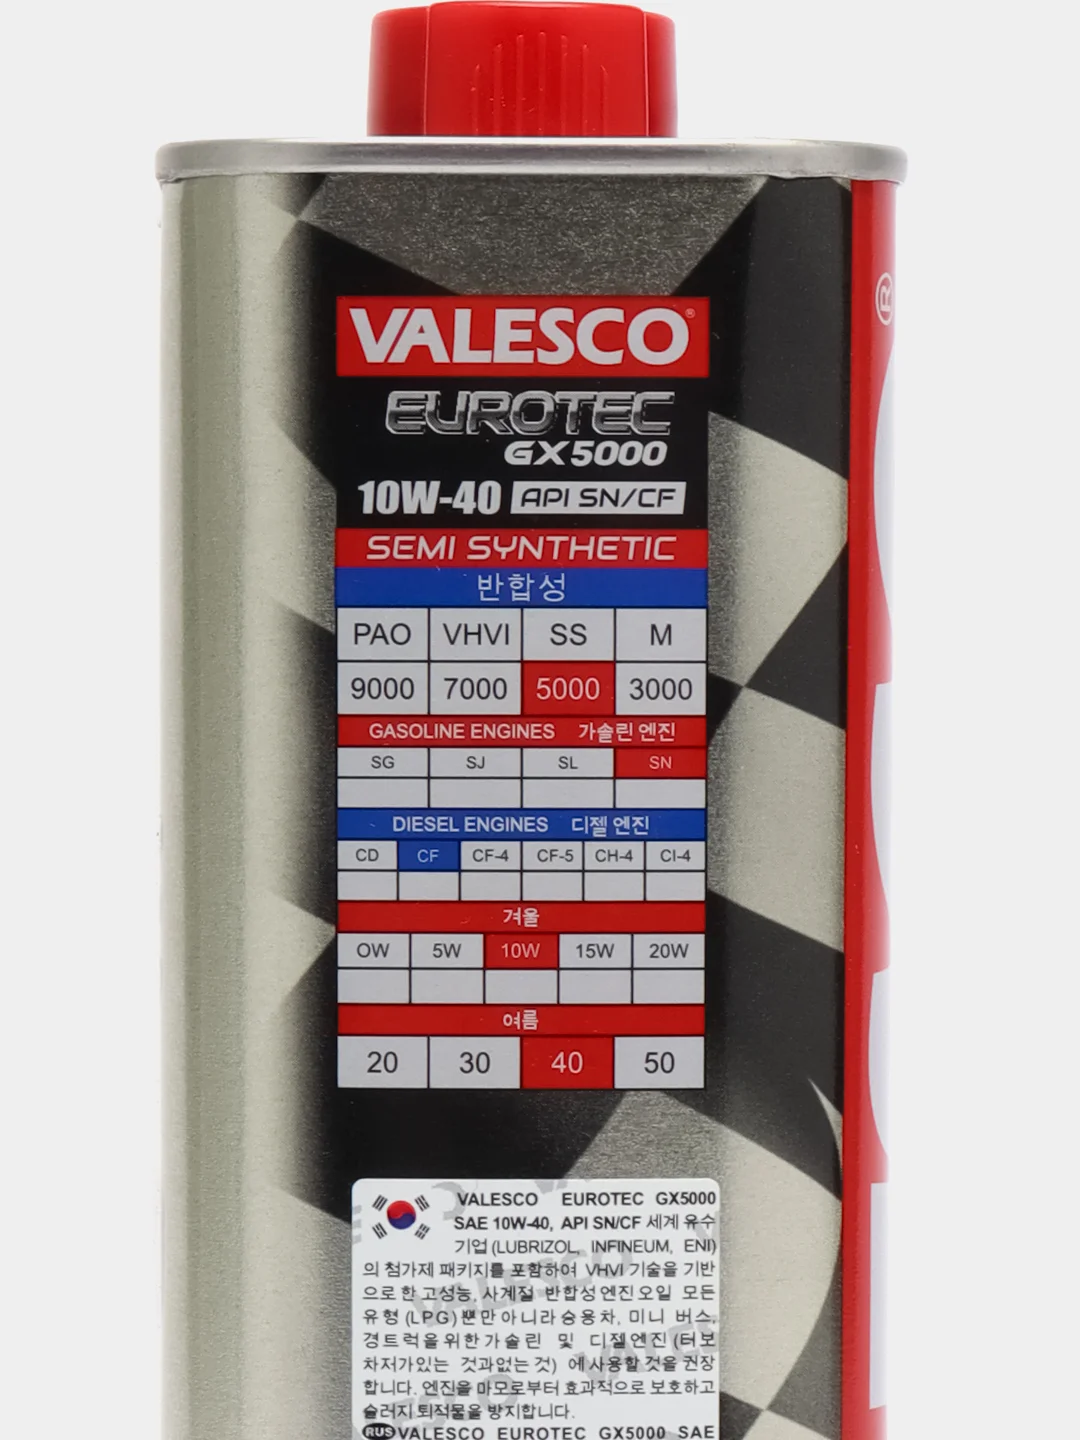 VALESCO®
EUROTEC
GX5000
10W-40 API SN/CF
SEMI SYNTHETIC
반합성
PAO VHVI SS M
9000 7000 5000 3000
GASOLINE ENGINES 가솔린 엔진
SG SJ SL SN
DIESEL ENGINES 디젤 엔진
CD CF CF-4 CF-5 CH-4 CI-4
겨울
OW 5W 10W 15W 20W
여름
20 30 40 50
VALESCO EUROTEC GX5000
SAE 10W-40, API SN/CF 세계 유수
기업 (LUBRIZOL, INFINEUM, ENI)
의 첨가제 패키지를 포함하여 VHVI 기술을 기반
으로 한 고성능, 사계절 반합성 엔진 오일 모든
유형 (LPG) 뿐만 아니라 승용차, 미니 버스,
경트럭을 위한 가솔린 및 디젤 엔진 (터보
차저가있는 것과없는 것) 에 사용할 것을 권장
합니다. 엔진을 마모로부터 효과적으로 보호하고
슬러지 퇴적물을 방지합니다.
RUS VALESCO EUROTEC GX5000 SAE
®